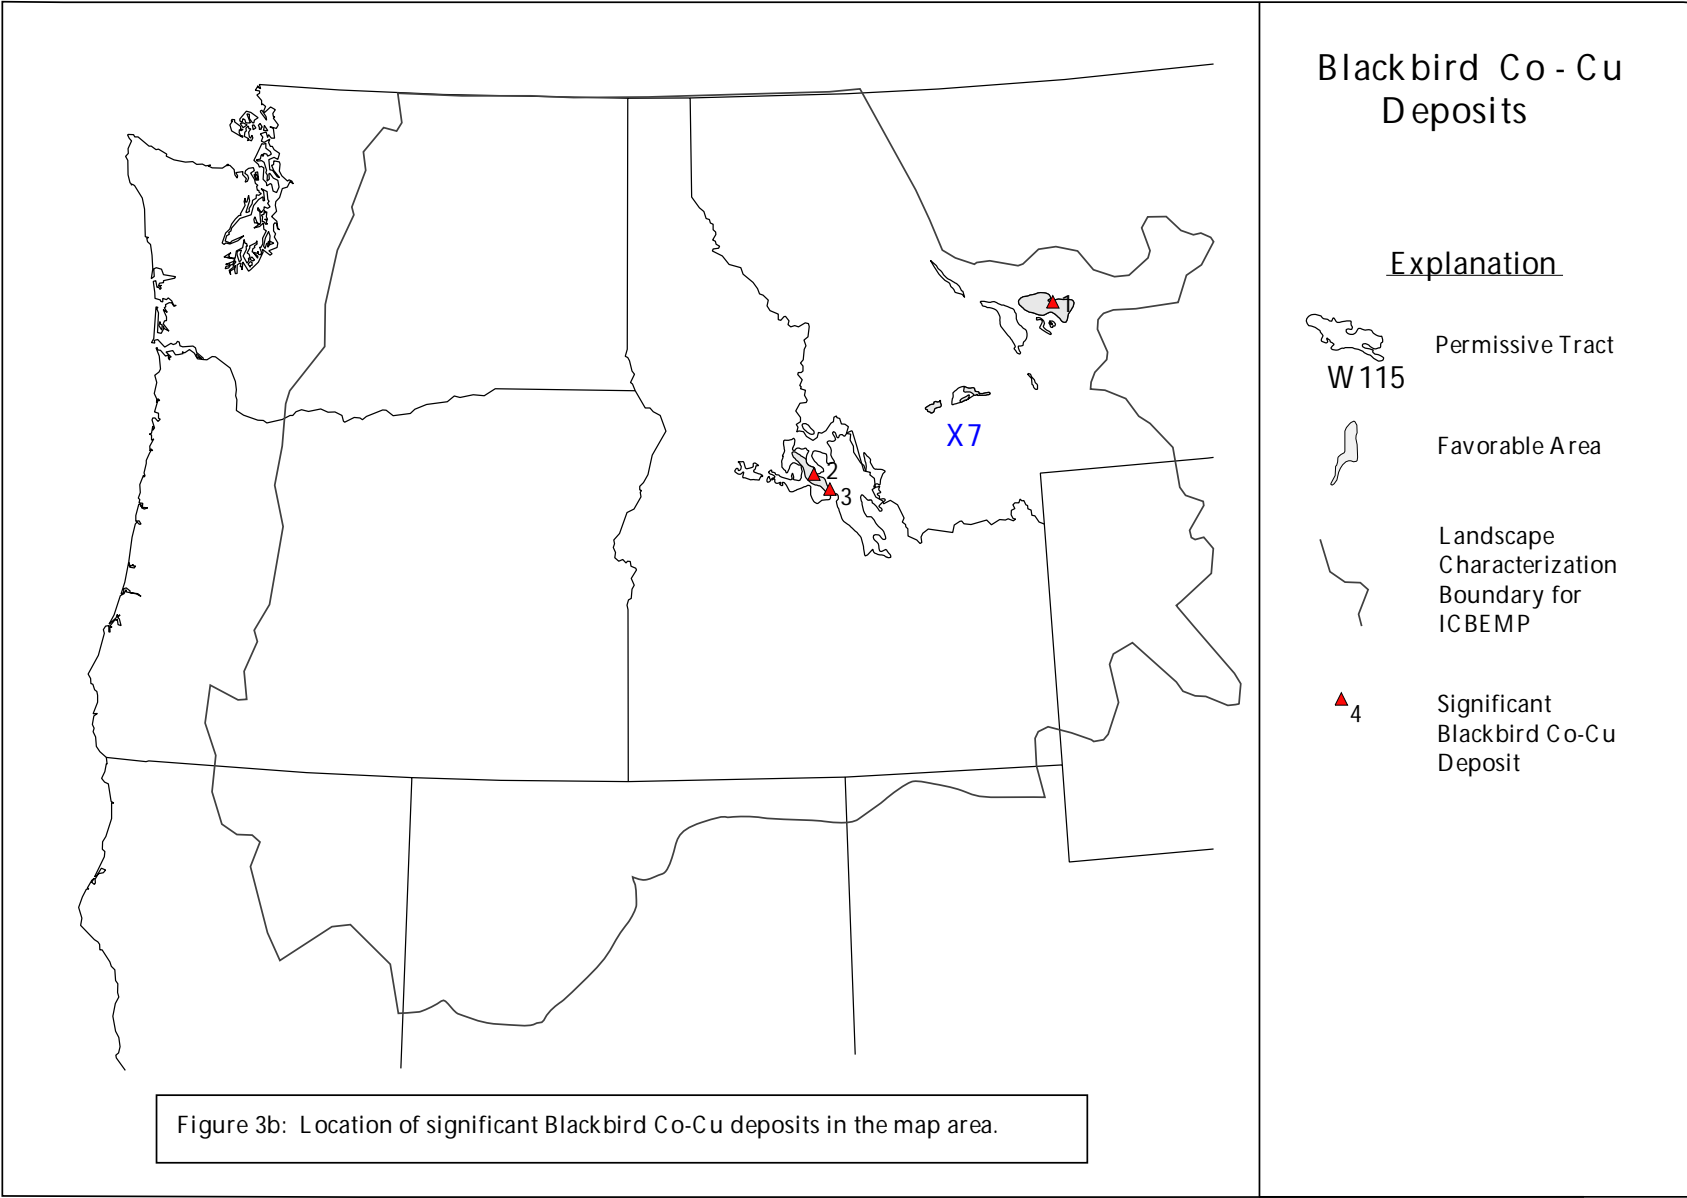 Blackbird Co - Cu
Deposits
Explanation
Permissive Tract
W115
Favorable Area
Landscape
Characterization
Boundary for
ICBEMP
4
Significant
Blackbird Co-Cu
Deposit
1
X7
2
3
Figure 3b: Location of significant Blackbird Co-Cu deposits in the map area.